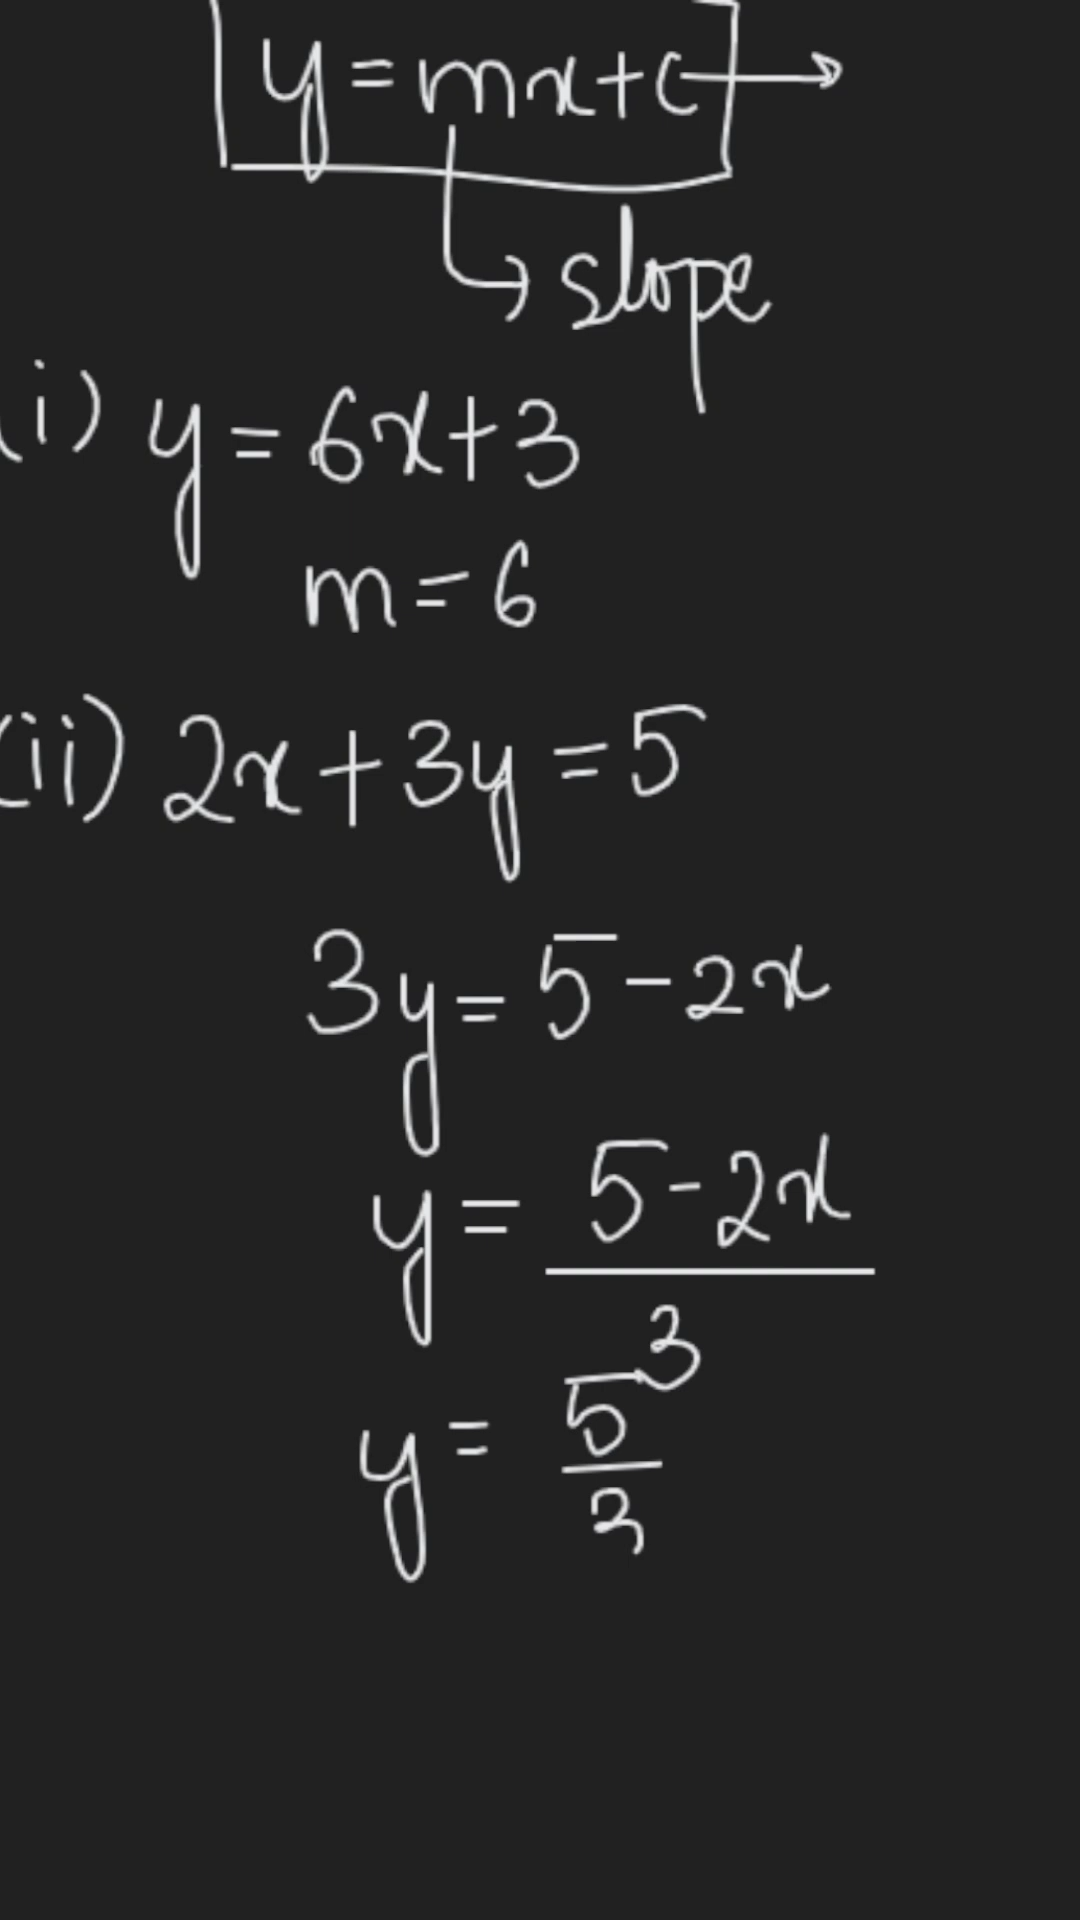 y = mx + c →
↳ slope
(i) y = 6x + 3
m = 6
(ii) 2x + 3y = 5
3y = 5 - 2x
y = (5 - 2x)/3
y = 5/3